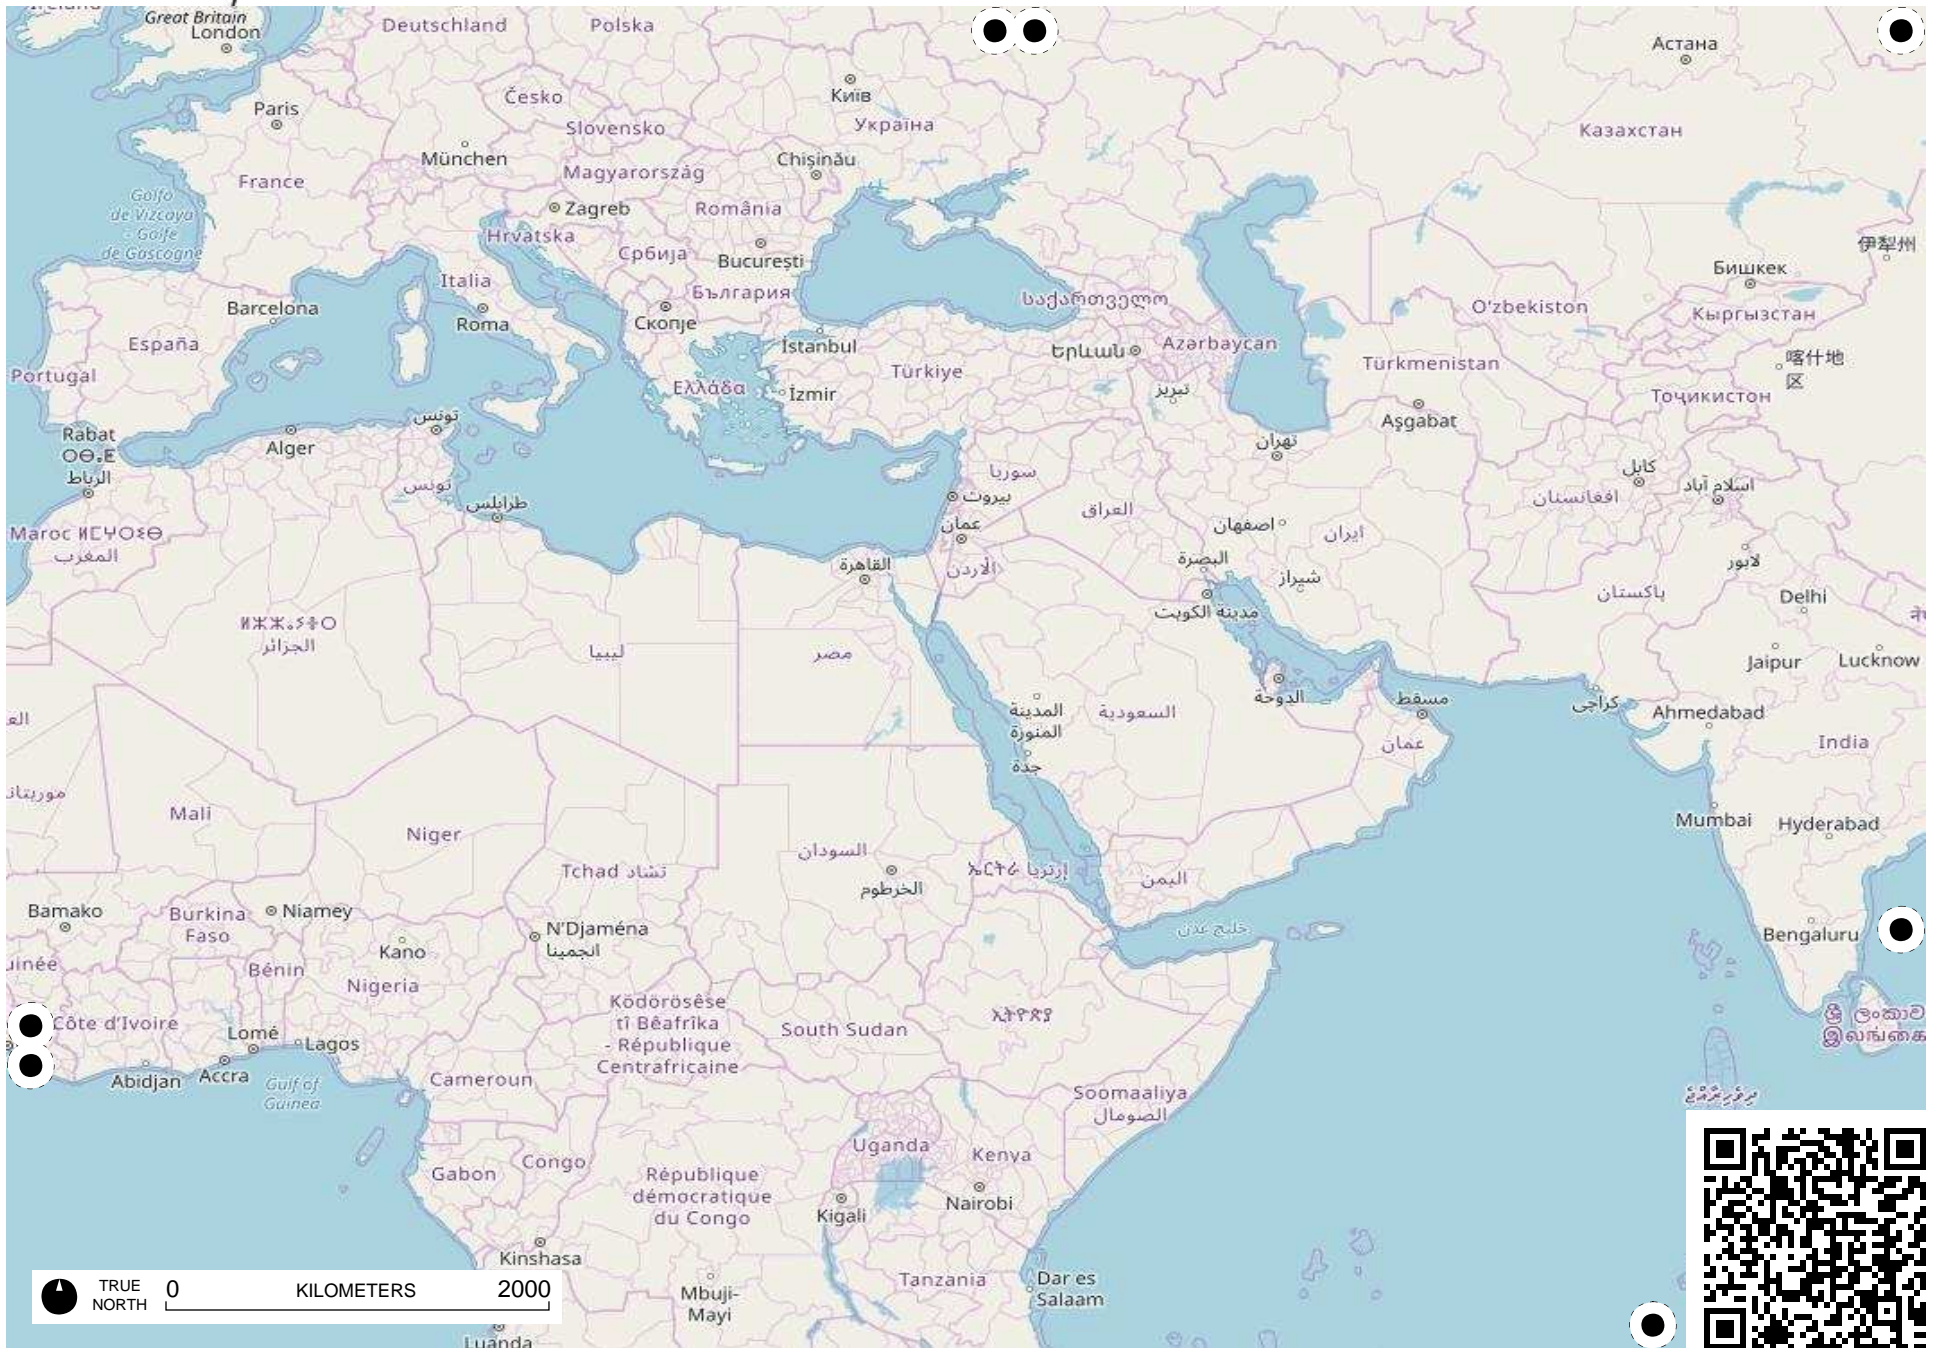 Great Britain
London
Deutschland
Polska
Астана
Česko
Київ
Paris
Україна
Казахстан
Slovensko
München
Chișinău
Magyarország
France
Golfo
de Vizcaya
- Golfe
de Gascogne
Zagreb
România
Hrvatska
伊犁州
Србија
București
Бишкек
Italia
България
საქართველო
O'zbekiston
Barcelona
Кыргызстан
Roma
Скопје
España
İstanbul
Երևան
Azərbaycan
喀什地
区
Türkmenistan
Portugal
Türkiye
Ελλάδα
İzmir
تبریز
Тоҷикистон
تونس
Aşgabat
Rabat
ⵔⴱⴰⵟ
الرباط
Alger
تهران
سوريا
کابل
تونس
بيروت
افغانستان
اسلام آباد
طرابلس
العراق
عمان
اصفهان
ایران
Maroc ⵍⵎⵖⵔⵉⴱ
المغرب
القاهرة
الأردن
البصرة
شیراز
لاہور
پاکستان
Delhi
مدينة الكويت
ⵍⵣⵣⴰⵢⴻⵔ
الجزائر
ليبيا
مصر
Jaipur
Lucknow
الدوحة
مسقط
کراچی
المدينة
المنورة
السعودية
Ahmedabad
عمان
India
جدة
Mali
Niger
Mumbai
Hyderabad
السودان
Tchad تشاد
ኤርትራ إرتريا
اليمن
الخرطوم
Bamako
Burkina
Faso
Niamey
N'Djaména
انجمينا
خليج عدن
Bengaluru
Kano
Bénin
Nigeria
Ködörösêse
tî Bêafrîka
- République
Centrafricaine
ኢትዮጵያ
South Sudan
Côte d'Ivoire
Lomé
Lagos
Abidjan
Accra
Gulf of
Guinea
Cameroun
Soomaaliya
الصومال
ދިވެހިރާއްޖެ
Uganda
Kenya
Gabon
Congo
République
démocratique
du Congo
Nairobi
Kigali
Kinshasa
Tanzania
Dar es
Salaam
Mbuji-
Mayi
TRUE
NORTH
0 KILOMETERS 2000
Luanda